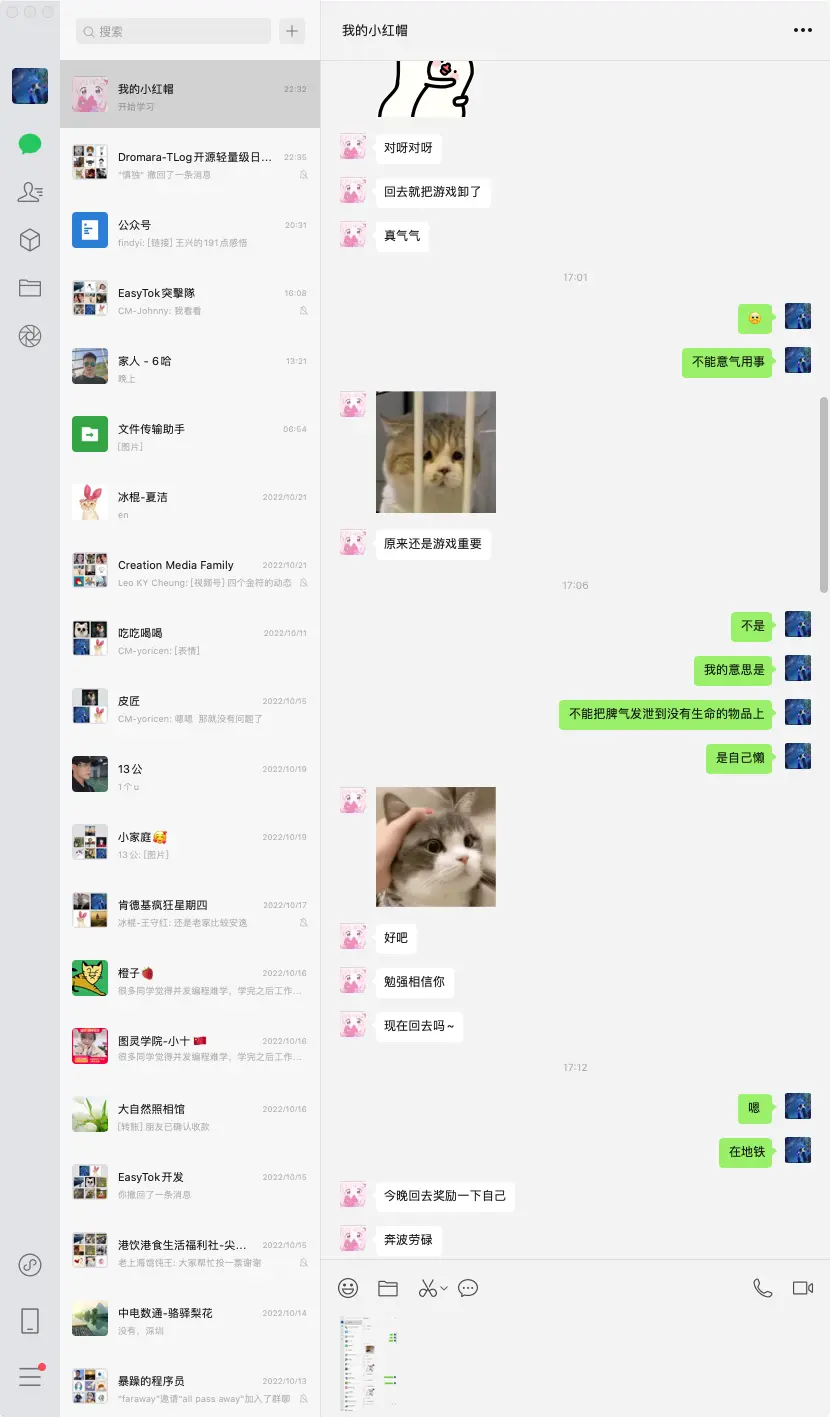 搜索
我的小红帽
22:32
开始学习
Dromara-TLog开源轻量级日...
22:35
"惧独" 撤回了一条消息
公众号
20:31
findyi: [链接] 王兴的191点感悟
EasyTok突擊隊
16:08
CM-Johnny: 我看看
家人 - 6哈
13:21
晚上
文件传输助手
06:54
[图片]
冰棍-夏洁
2022/10/21
en
Creation Media Family
2022/10/21
Leo KY Cheung: [视频号] 四个金符的动态
吃吃喝喝
2022/10/11
CM-yoricen: [表情]
皮匠
2022/10/15
CM-yoricen: 嗯嗯 那就没有问题了
13公
2022/10/19
1个u
小家庭🥰
2022/10/19
13公: [图片]
肯德基疯狂星期四
2022/10/17
冰棍-王守红: 还是老家比较安逸
橙子🍓
2022/10/16
很多同学觉得并发编程难学，学完之后工作...
图灵学院-小十 🇨🇳
2022/10/16
很多同学觉得并发编程难学，学完之后工作...
大自然照相馆
2022/10/16
[转账] 朋友已确认收款
EasyTok开发
2022/10/15
你撤回了一条消息
港饮港食生活福利社-尖...
2022/10/15
老上海馄饨王: 大家帮忙投一票谢谢
中电数通-骆驿梨花
2022/10/14
没有，深圳
暴躁的程序员
2022/10/13
"faraway"邀请"all pass away"加入了群聊
我的小红帽
对呀对呀
回去就把游戏卸了
真气气
17:01
不能意气用事
原来还是游戏重要
17:06
不是
我的意思是
不能把脾气发泄到没有生命的物品上
是自己懒
好吧
勉强相信你
现在回去吗～
17:12
嗯
在地铁
今晚回去奖励一下自己
奔波劳碌